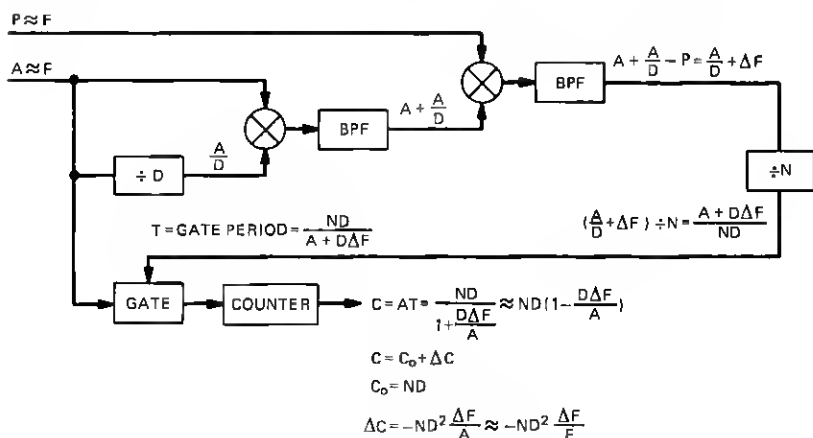 P≈F
A≈F
A + A/D − P = A/D + ΔF
BPF
A + A/D
BPF
A/D
÷ D
÷N
T = GATE PERIOD = ND/(A + DΔF)
(A/D + ΔF) ÷N = (A + DΔF)/ND
GATE
COUNTER
C = AT = ND/(1 + DΔF/A) ≈ ND(1 − DΔF/A)
C = C₀ + ΔC
C₀ = ND
ΔC = −ND² ΔF/A ≈ −ND² ΔF/F